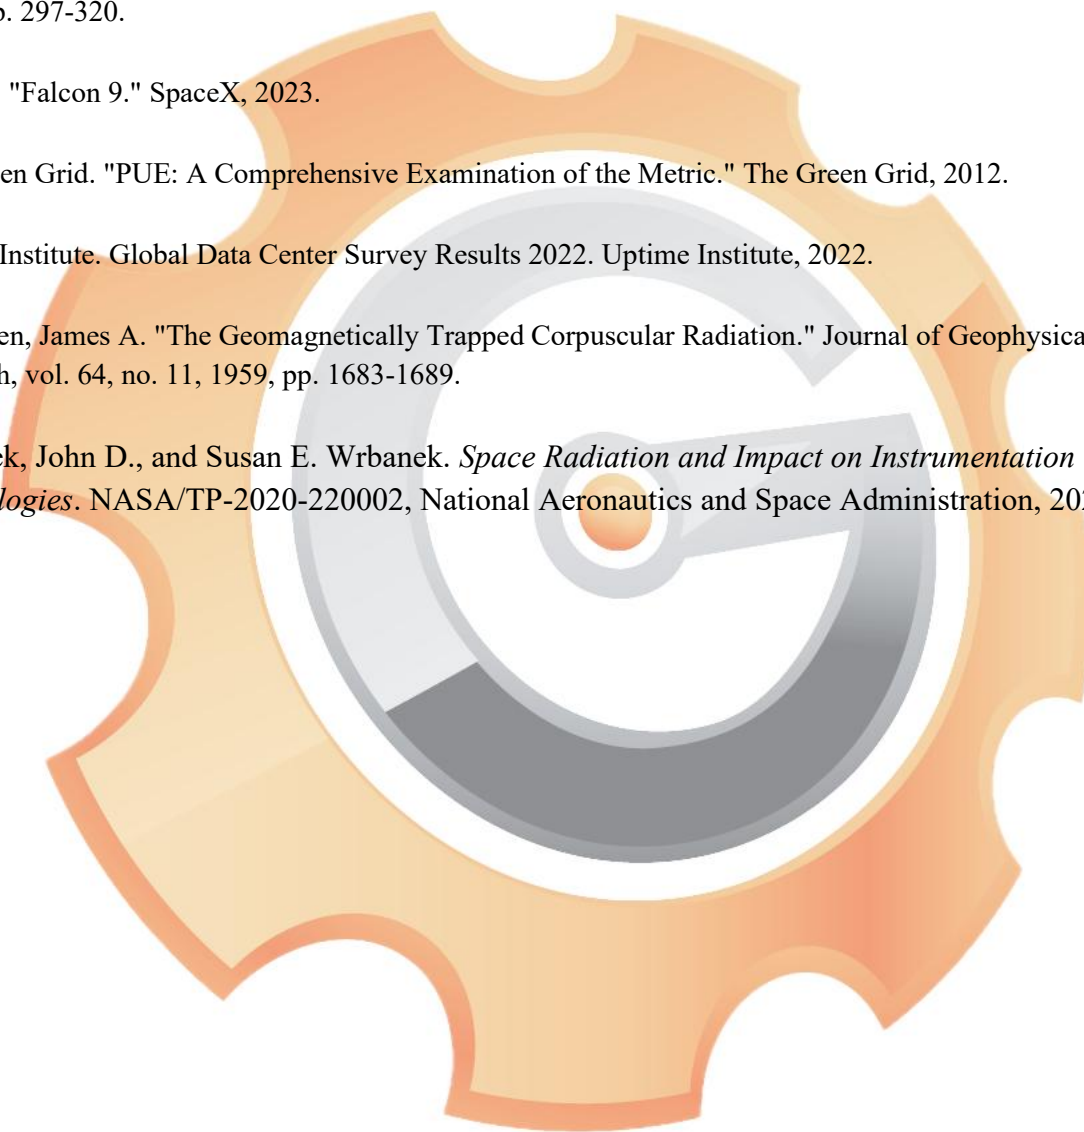 . 297-320.
"Falcon 9." SpaceX, 2023.
en Grid. "PUE: A Comprehensive Examination of the Metric." The Green Grid, 2012.
Institute. Global Data Center Survey Results 2022. Uptime Institute, 2022.
en, James A. "The Geomagnetically Trapped Corpuscular Radiation." Journal of Geophysica
h, vol. 64, no. 11, 1959, pp. 1683-1689.
ek, John D., and Susan E. Wrbanek. Space Radiation and Impact on Instrumentation
logies. NASA/TP-2020-220002, National Aeronautics and Space Administration, 20